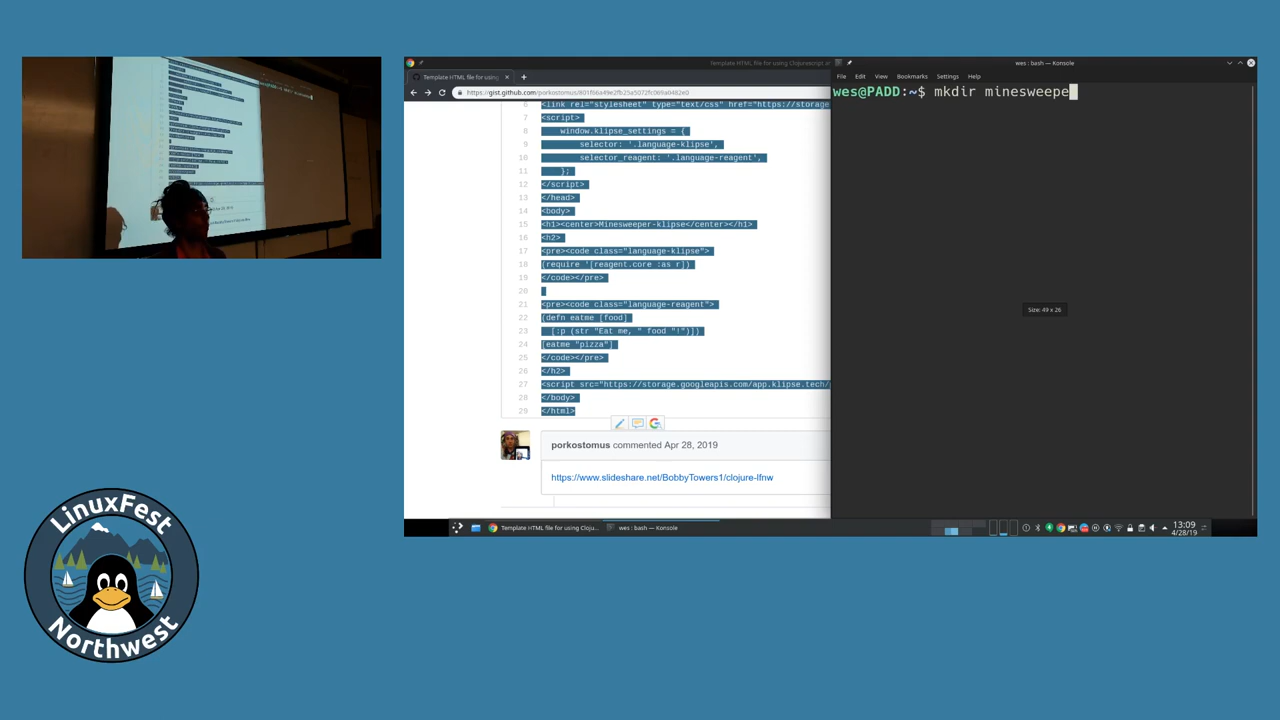 Template HTML file for using Clojurescript
wes : bash — Konsole
Template HTML file for using
File Edit View Bookmarks Settings Help
https://gist.github.com/porkostomus/801f66a49e2fb25a5072fc069a0482e0
wes@PADD:~$ mkdir minesweepe
6 <link rel="stylesheet" type="text/css" href="https://storage
7 <script>
8 window.klipse_settings = {
9 selector: '.language-klipse',
10 selector_reagent: '.language-reagent',
11 };
12 </script>
13 </head>
14 <body>
15 <h1><center>Minesweeper-klipse</center></h1>
16 <h2>
17 <pre><code class="language-klipse">
18 (require '[reagent.core :as r])
19 </code></pre>
20
21 <pre><code class="language-reagent">
22 (defn eatme [food]
23 [:p (str "Eat me, " food "!")])
24 [eatme "pizza"]
25 </code></pre>
26 </h2>
27 <script src="https://storage.googleapis.com/app.klipse.tech/
28 </body>
29 </html>
Size: 49 x 26
porkostomus commented Apr 28, 2019
https://www.slideshare.net/BobbyTowers1/clojure-lfnw
Template HTML file for using Cloju...
wes : bash — Konsole
13:09
4/28/19
LinuxFest
Northwest